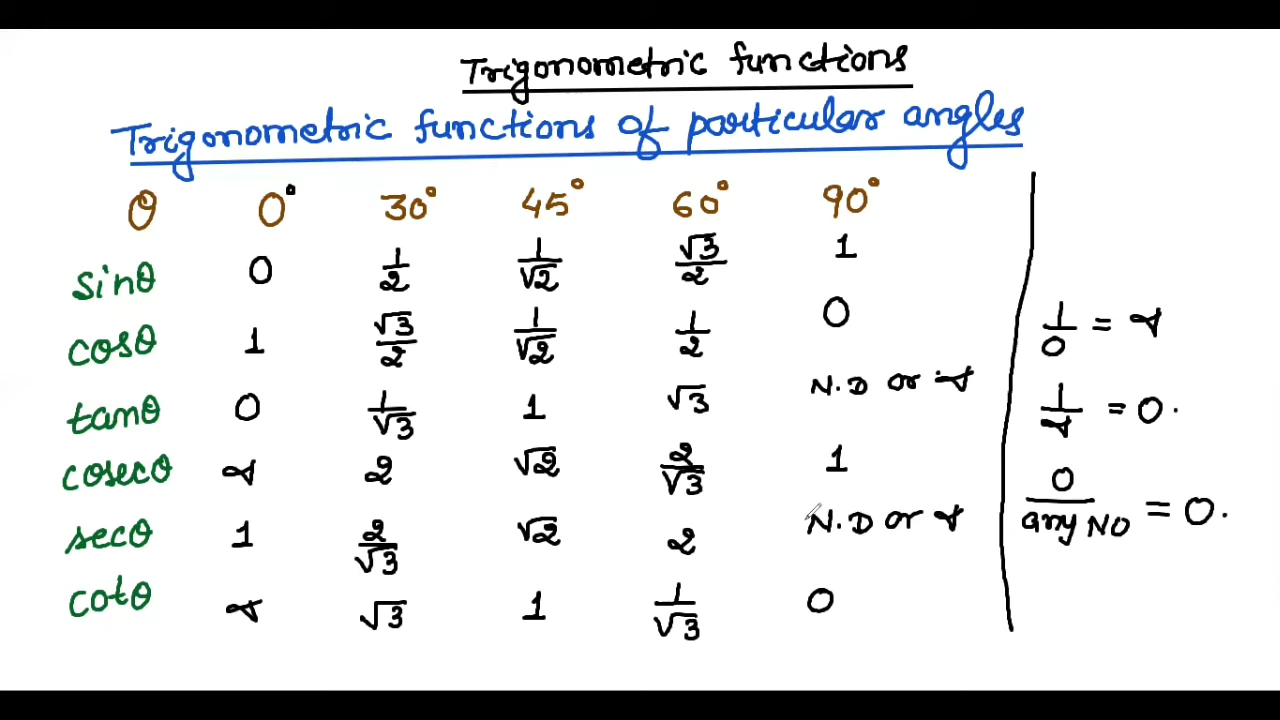 Trigonometric functions
Trigonometric functions of particular angles
θ 0° 30° 45° 60° 90°
sinθ 0 1/2 1/√2 √3/2 1
cosθ 1 √3/2 1/√2 1/2 0
tanθ 0 1/√3 1 √3 N.D or ∞
cosecθ ∞ 2 √2 2/√3 1
secθ 1 2/√3 √2 2 N.D or ∞
cotθ ∞ √3 1 1/√3 0
1/0 = ∞
1/∞ = 0.
0/any NO = 0.